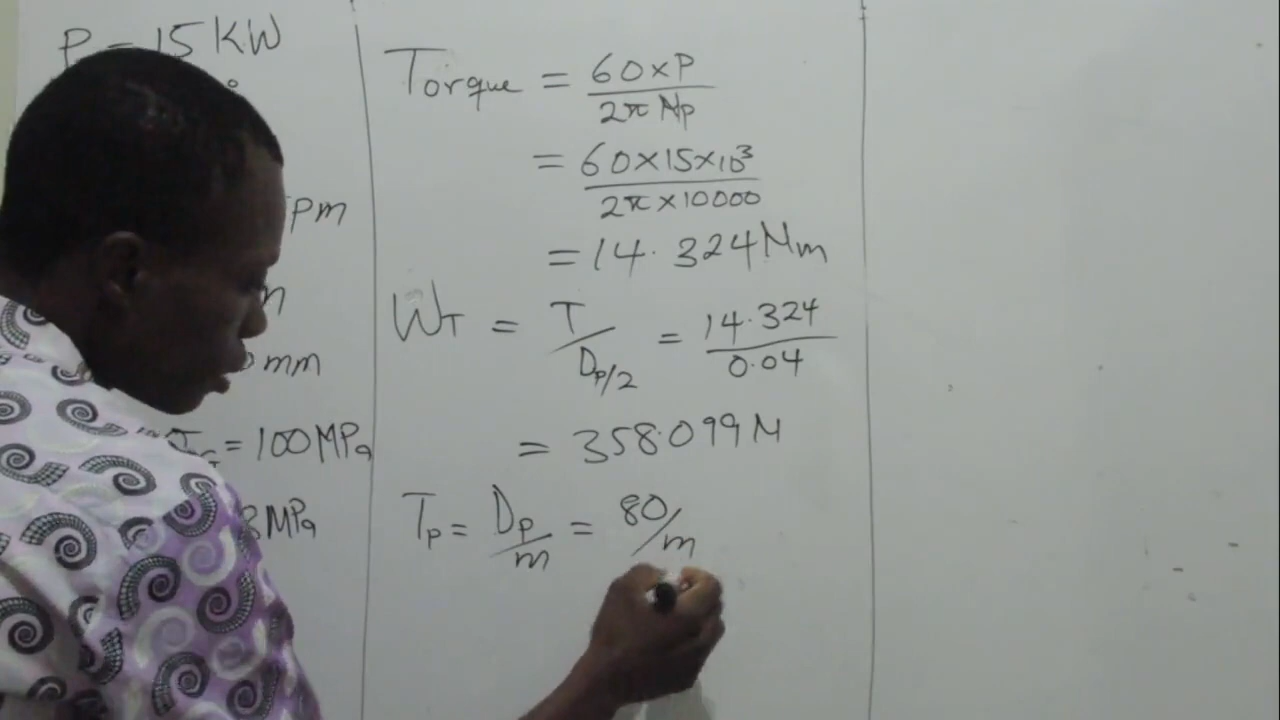 P = 15 KW
pm
mm
= 100 MPa
8 MPa
Torque = 60×P / 2π Np
= 60×15×10³ / 2π×10000
= 14.324 Nm
WT = T / Dp/2 = 14.324 / 0.04
= 358.099 N
Tp = Dp / m = 80 / m